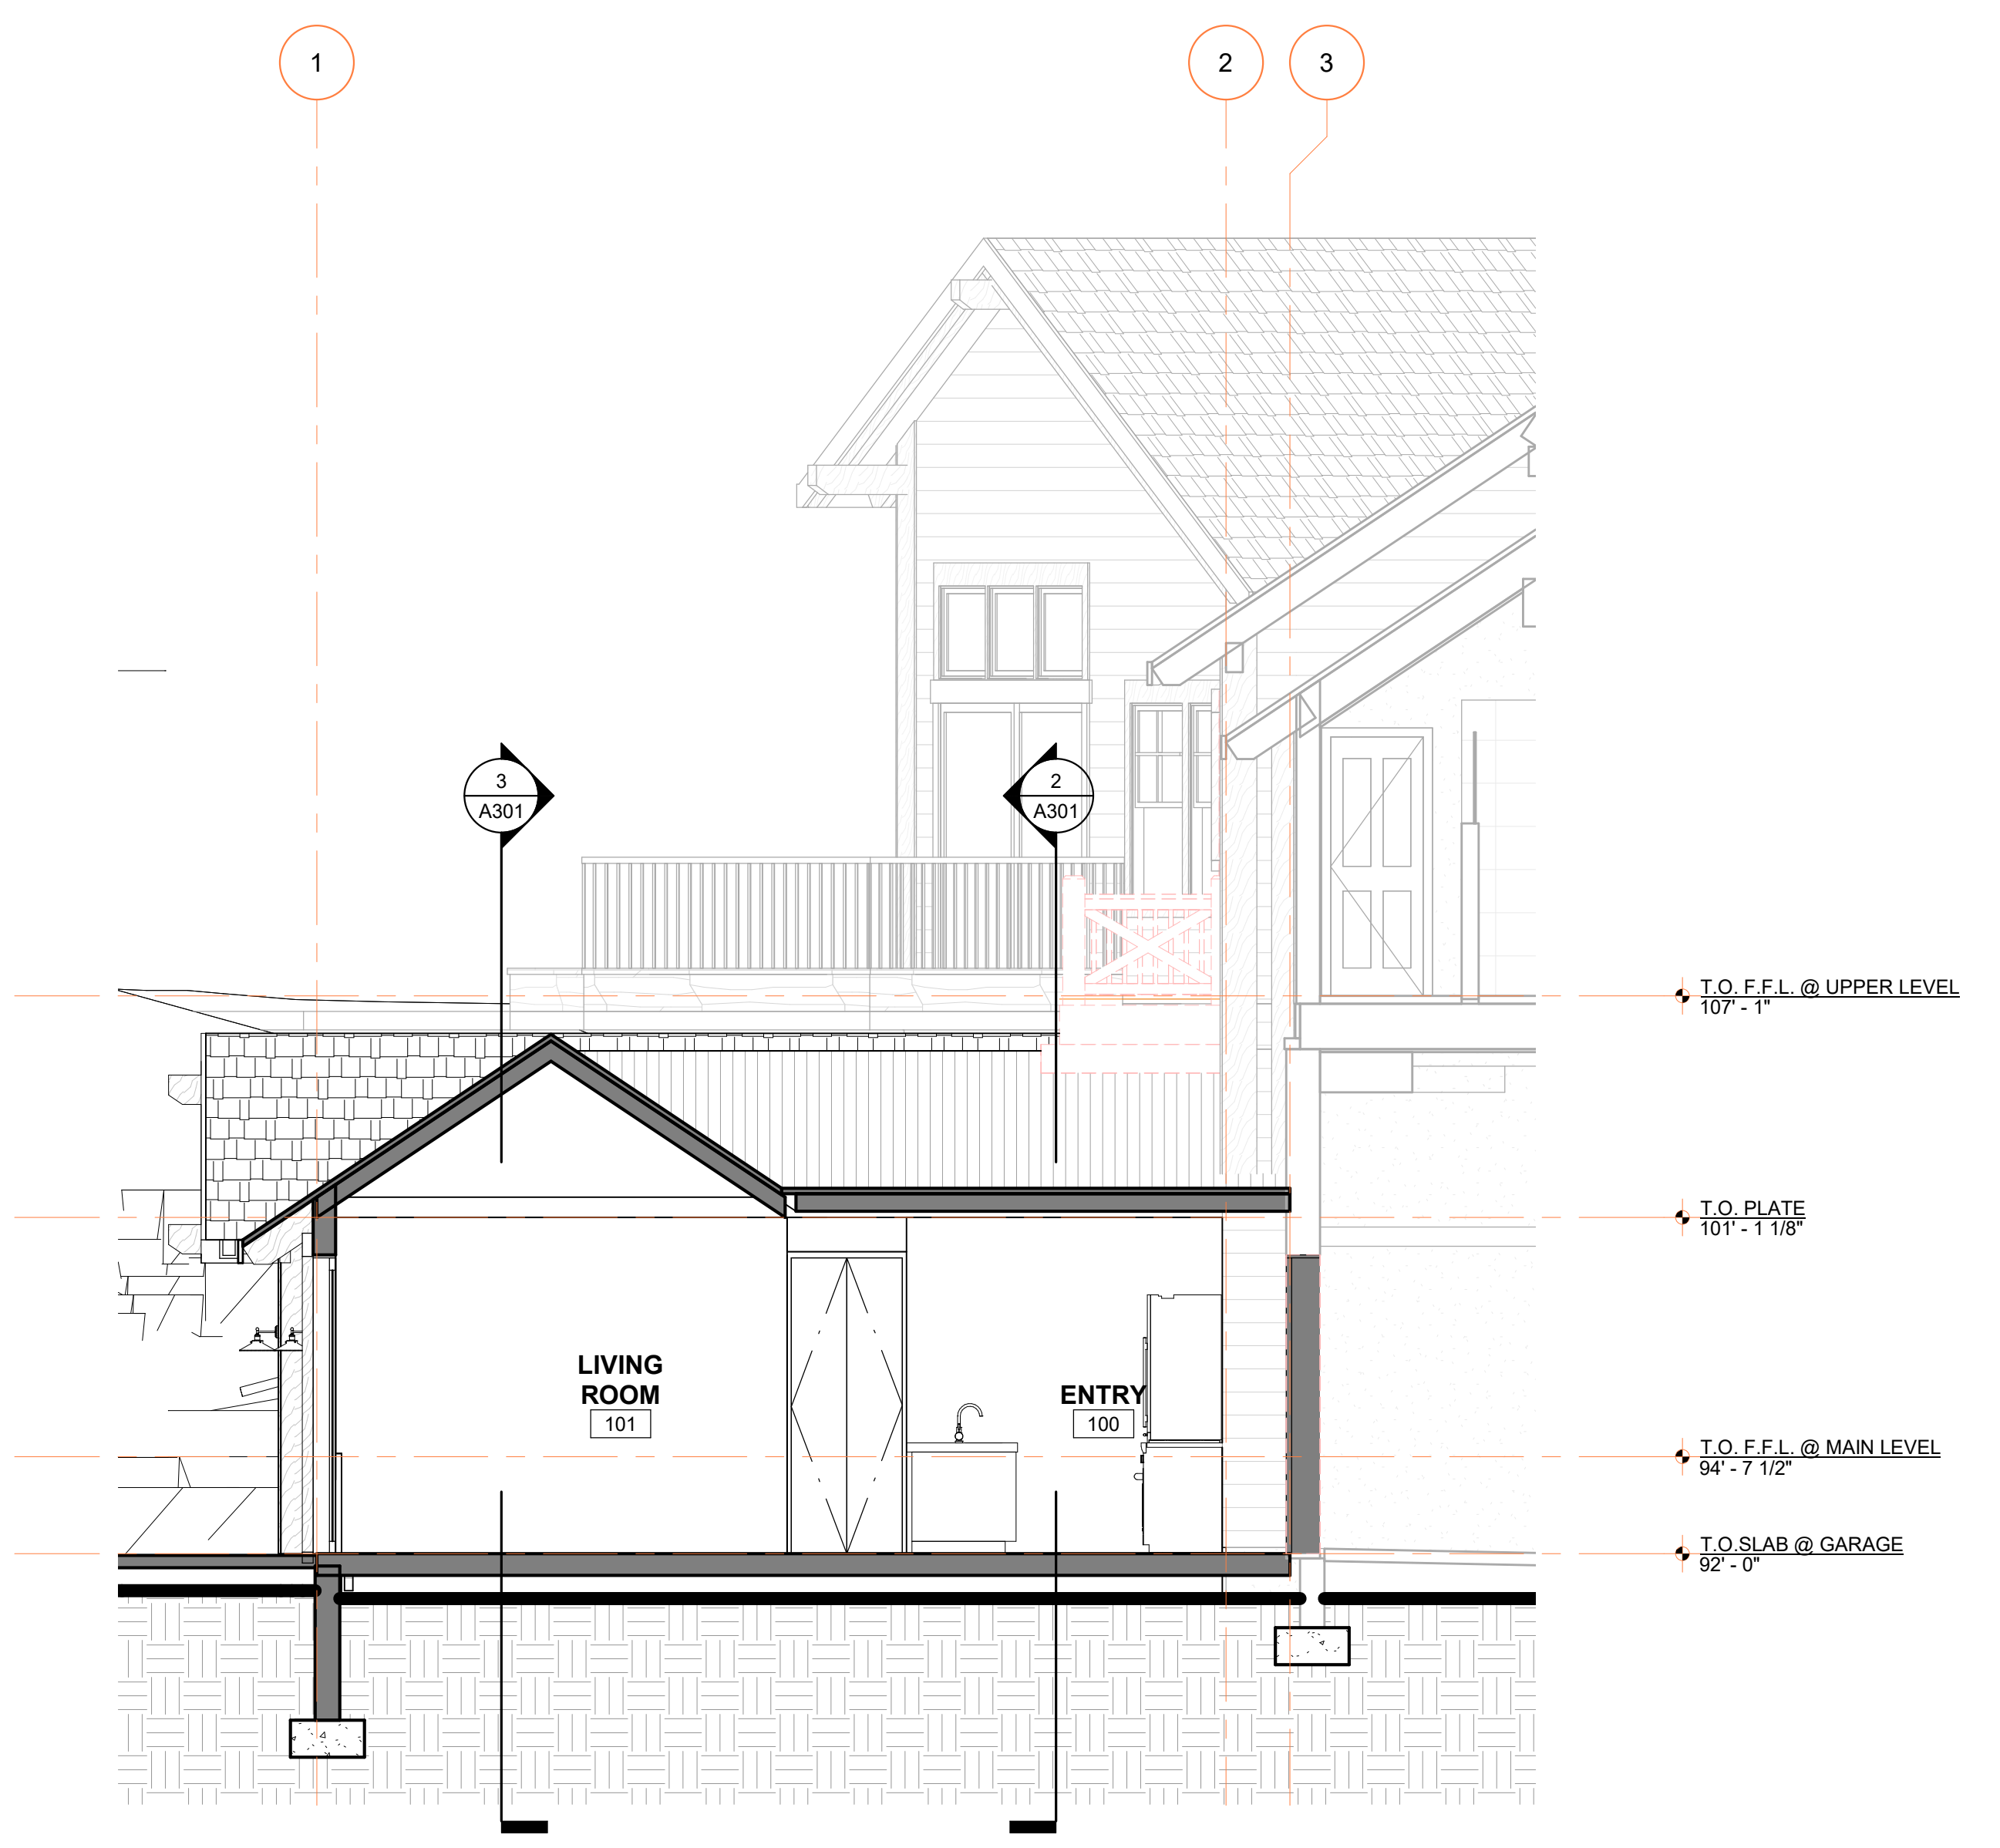 1
2
3
3
A301
2
A301
T.O. F.F.L. @ UPPER LEVEL
107' - 1"
T.O. PLATE
101' - 1 1/8"
LIVING
ROOM
101
ENTRY
100
T.O. F.F.L. @ MAIN LEVEL
94' - 7 1/2"
T.O.SLAB @ GARAGE
92' - 0"